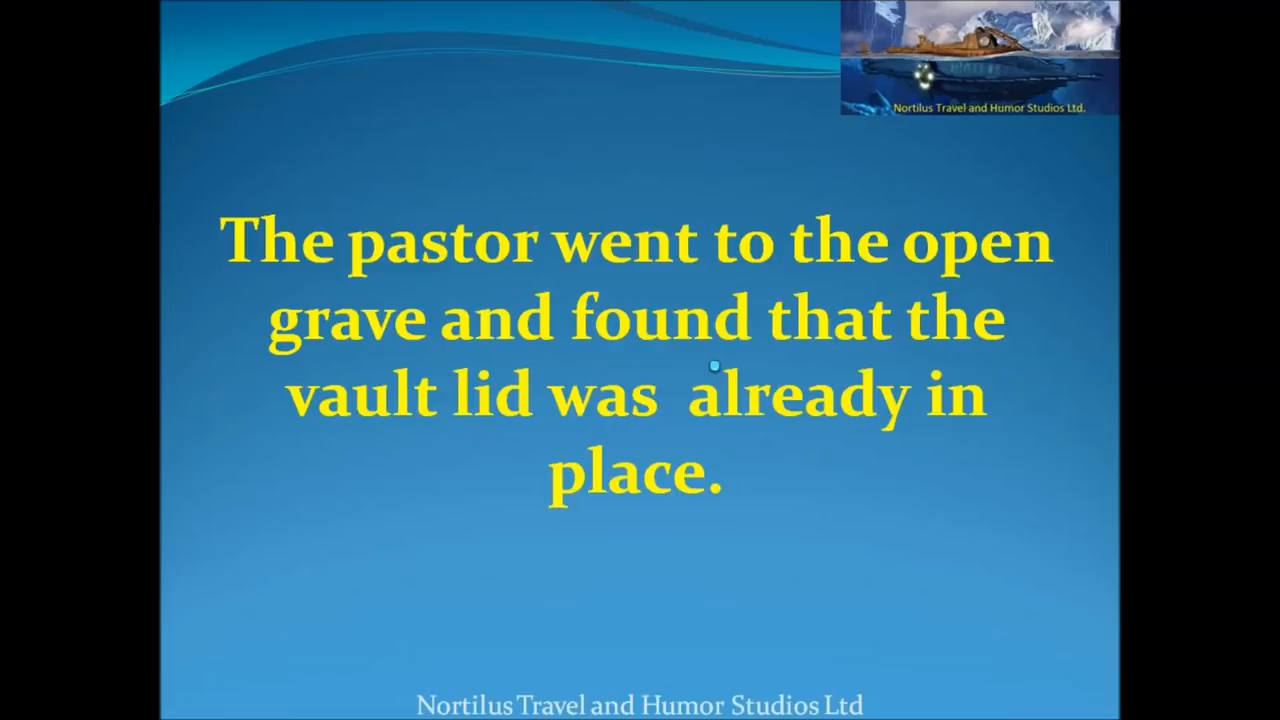 Nortilus Travel and Humor Studios Ltd.
The pastor went to the open
grave and found that the
vault lid was already in
place.
Nortilus Travel and Humor Studios Ltd